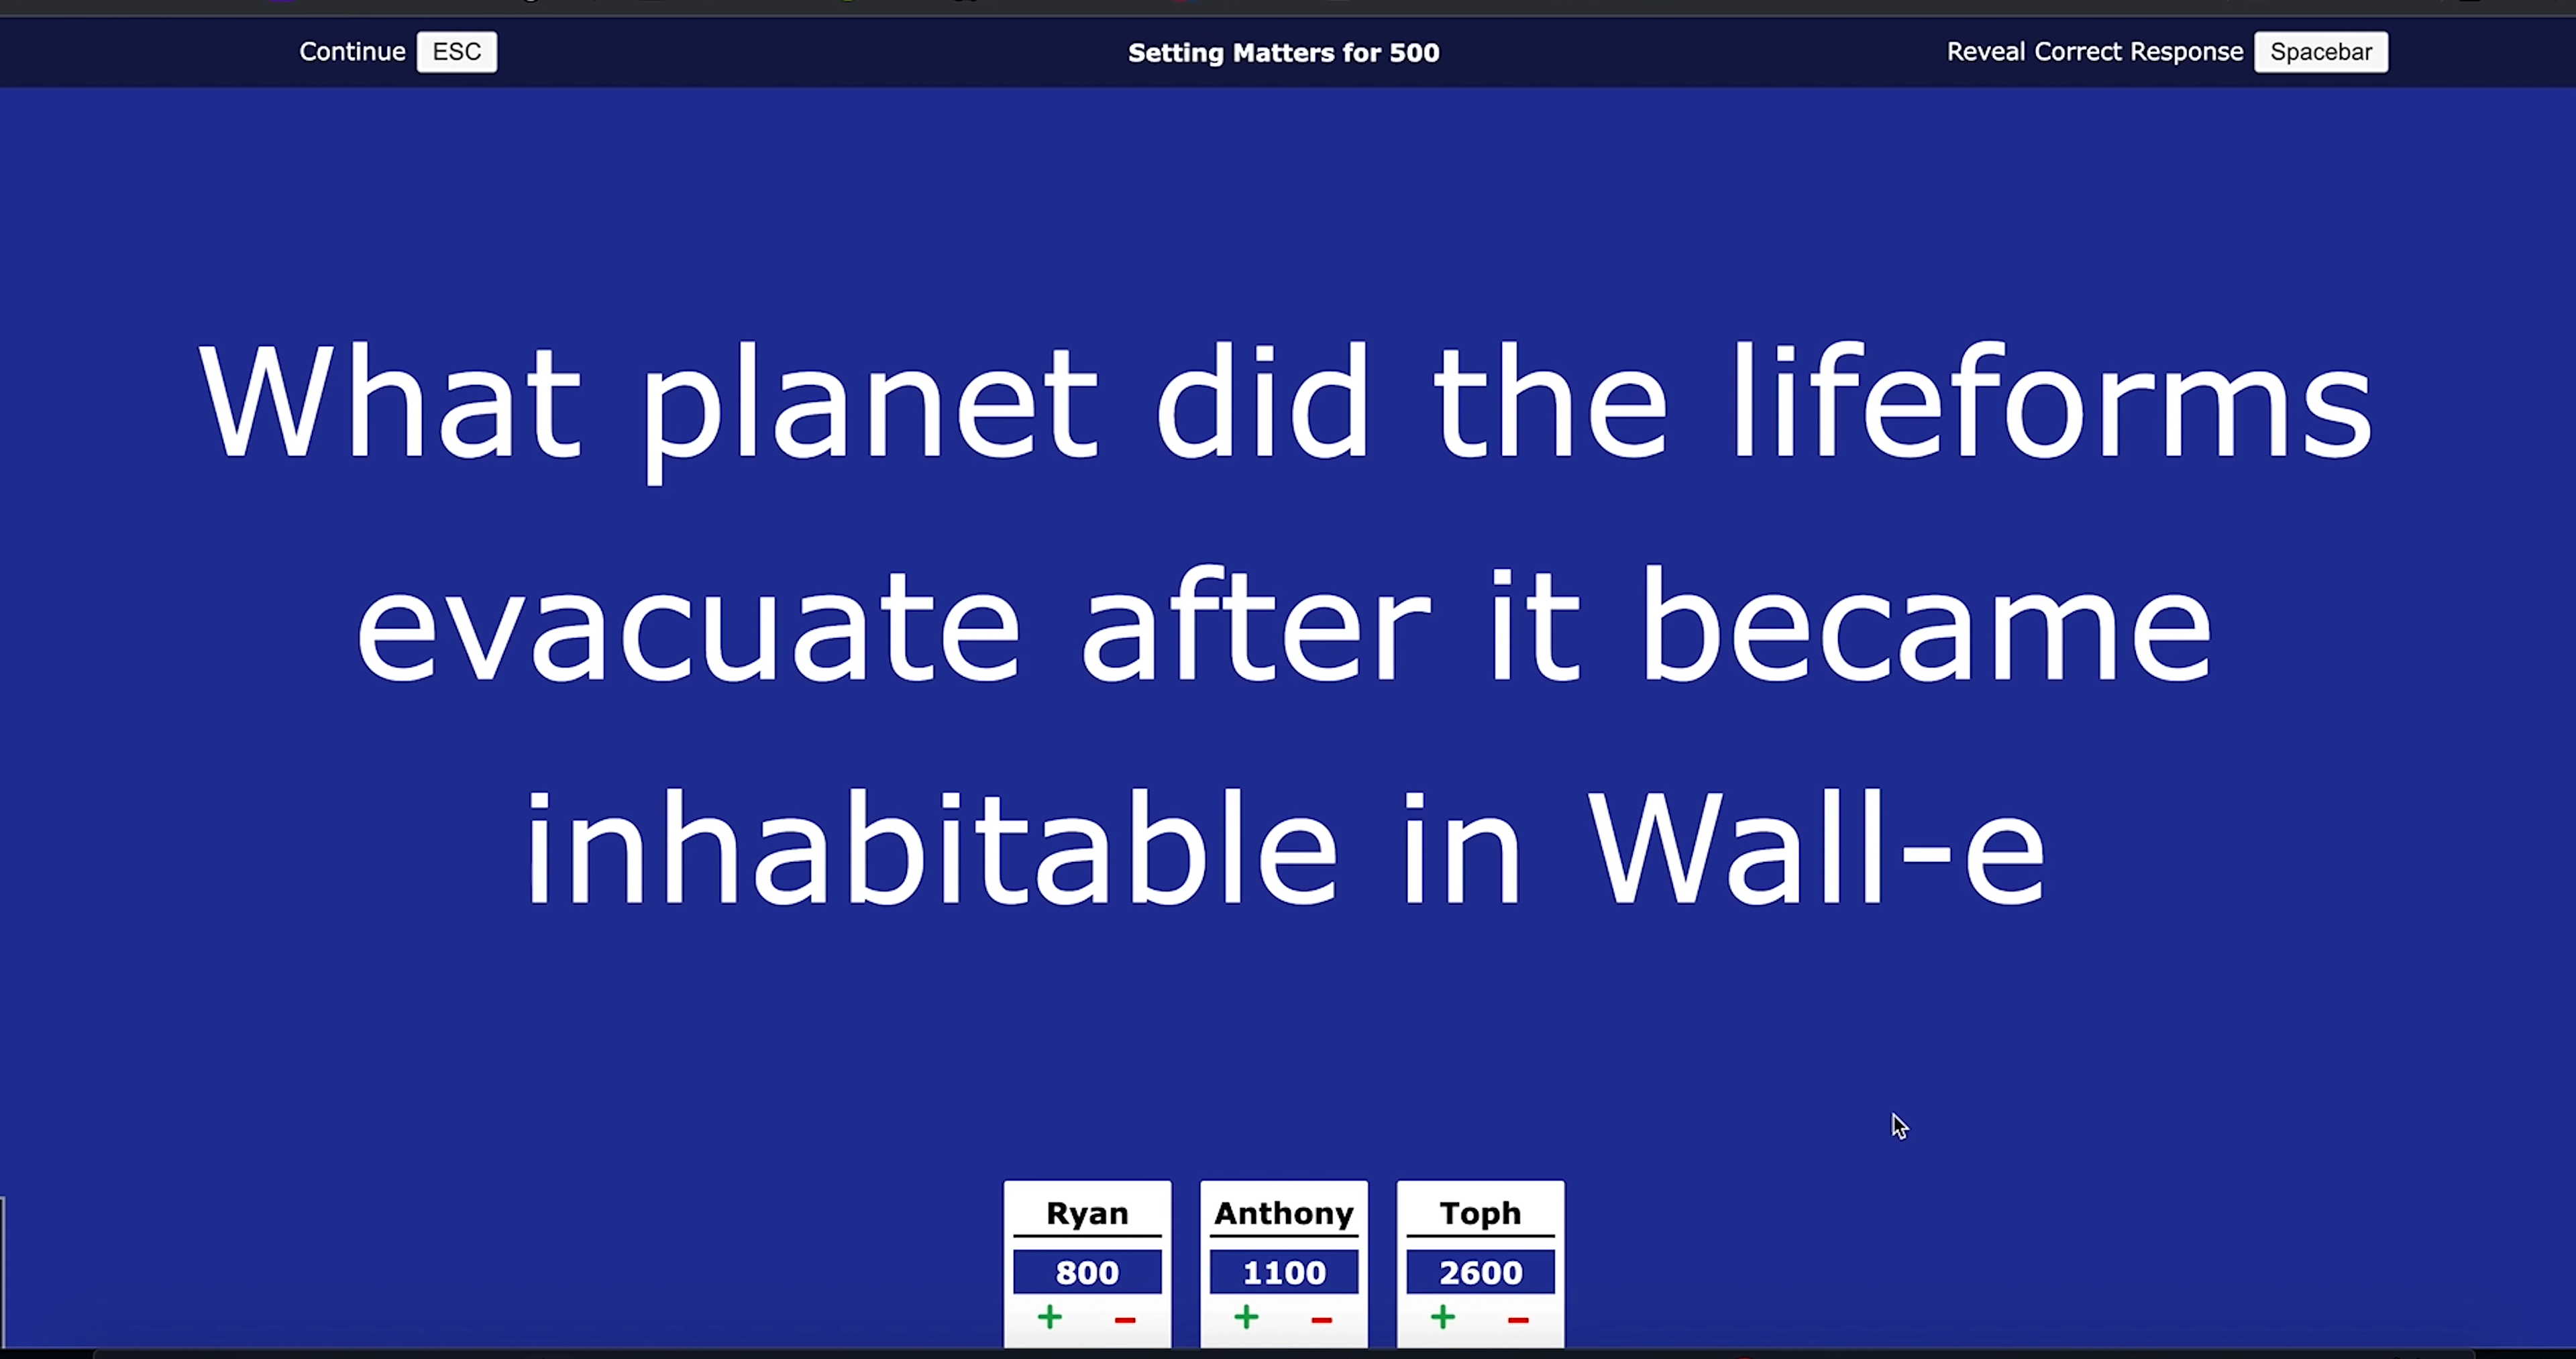 Continue ESC Setting Matters for 500 Reveal Correct Response Spacebar
What planet did the lifeforms
evacuate after it became
inhabitable in Wall-e
Ryan Anthony Toph
800 1100 2600
+ - + - + -